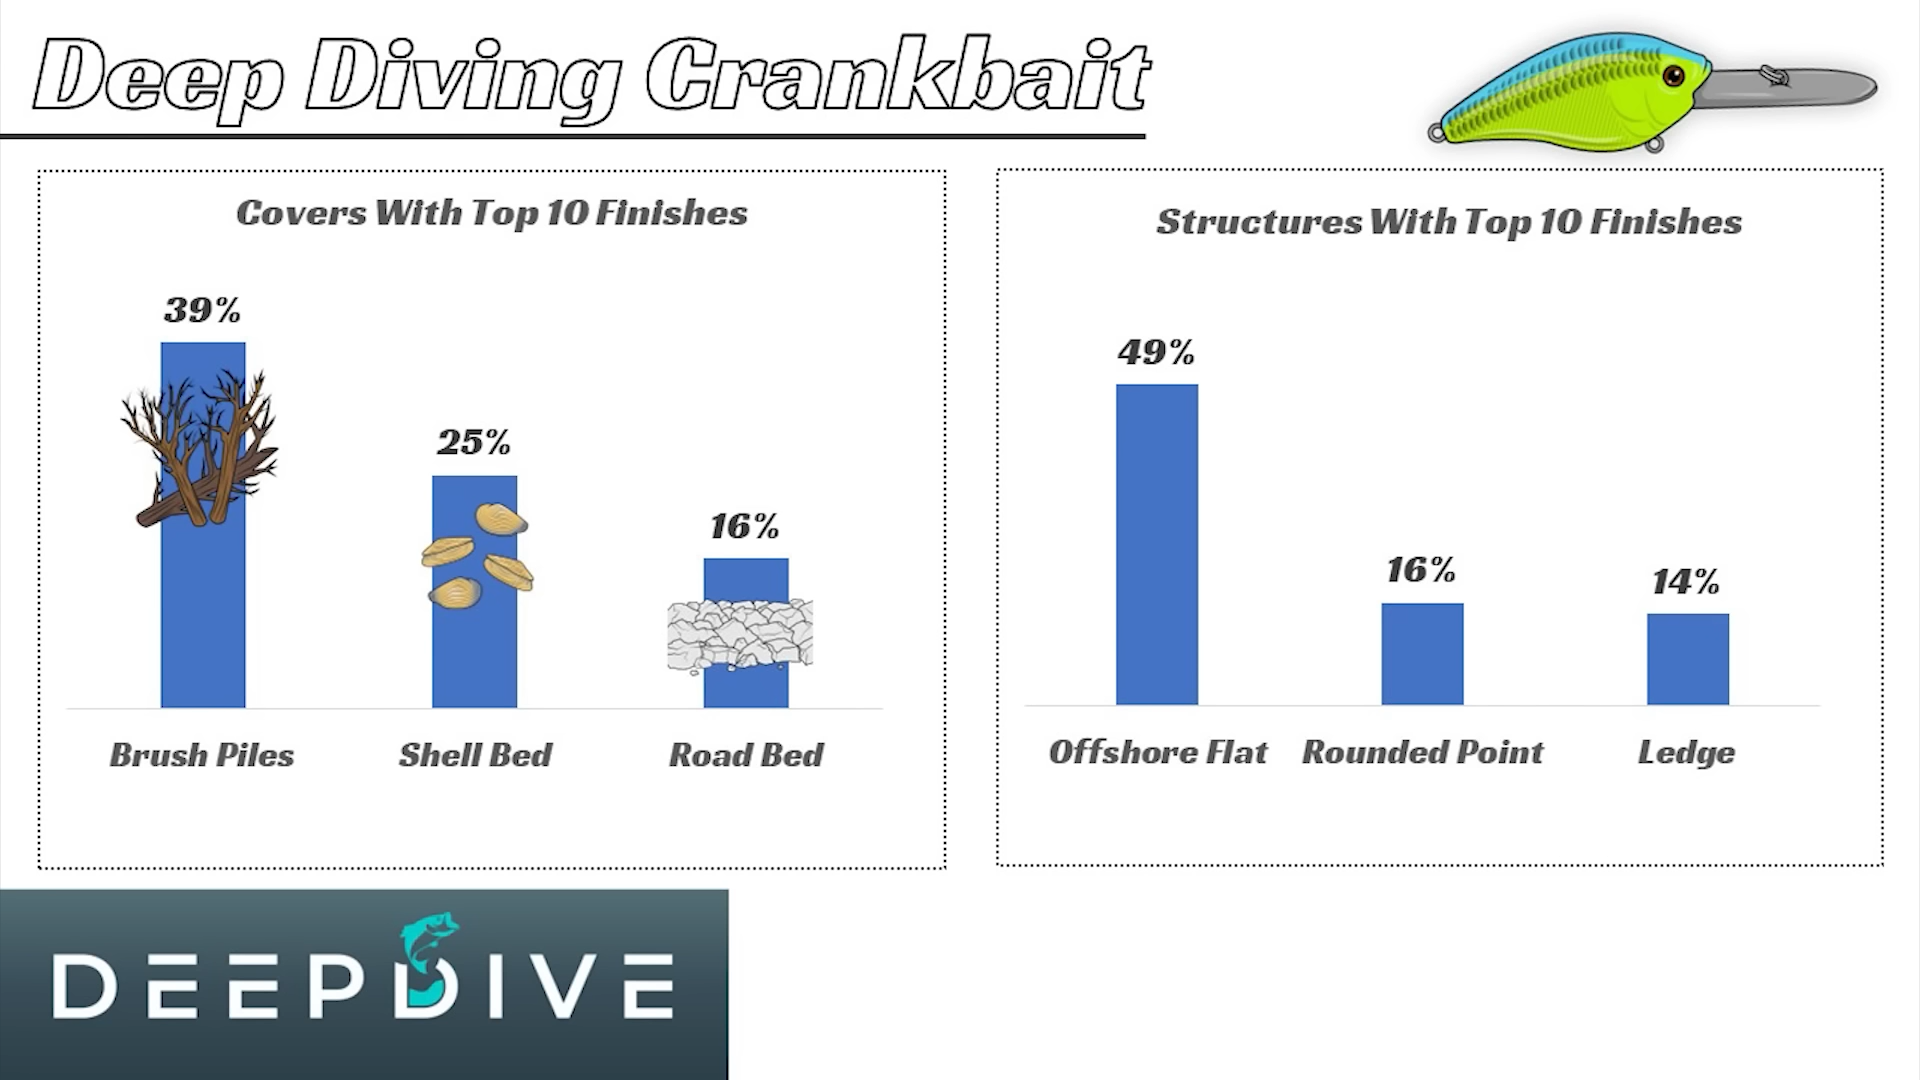 Deep Diving Crankbait
Covers With Top 10 Finishes
39%
25%
16%
Brush Piles
Shell Bed
Road Bed
Structures With Top 10 Finishes
49%
16%
14%
Offshore Flat
Rounded Point
Ledge
DEEPDIVE